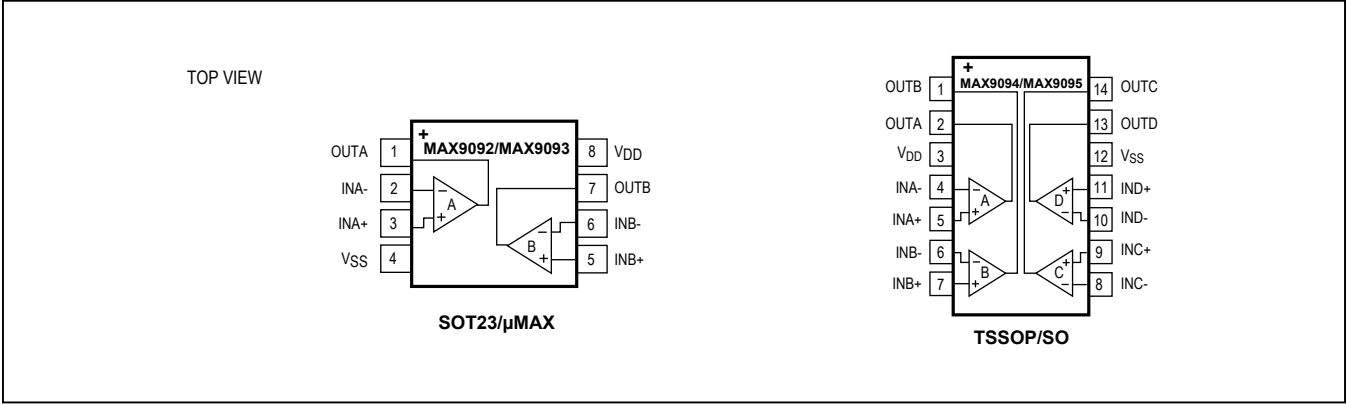 TOP VIEW
+
MAX9092/MAX9093
OUTA 1
INA- 2
INA+ 3
VSS 4
8 VDD
7 OUTB
6 INB-
5 INB+
− + A
− + B
SOT23/µMAX
+
MAX9094/MAX9095
OUTB 1
OUTA 2
VDD 3
INA- 4
INA+ 5
INB- 6
INB+ 7
14 OUTC
13 OUTD
12 VSS
11 IND+
10 IND-
9 INC+
8 INC-
− + A
+ − D
− + B
+ − C
TSSOP/SO